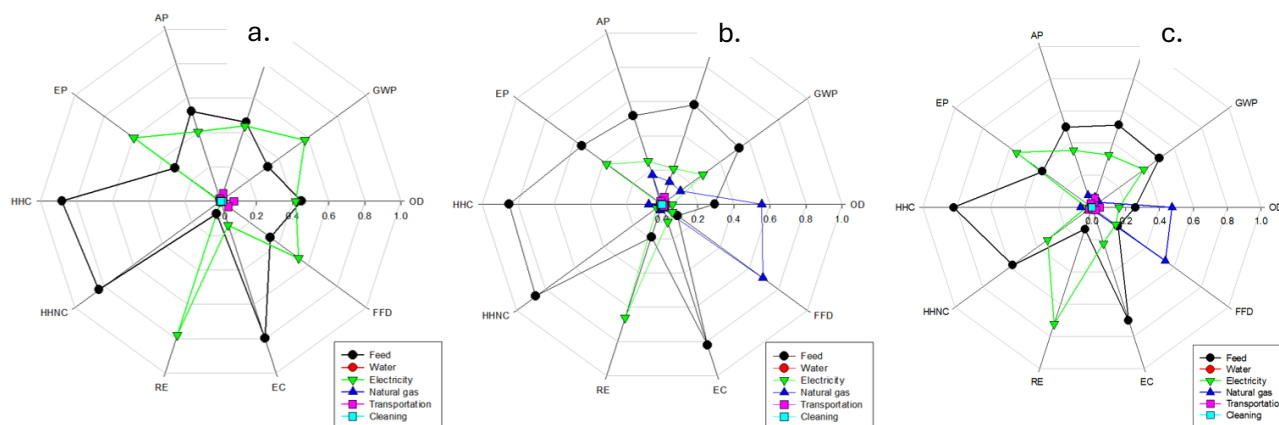 a.
AP
EP
GWP
HHC
0.0
0.2
0.4
0.6
0.8
1.0
OD
HHNC
FFD
RE
EC
Feed
Water
Electricity
Natural gas
Transportation
Cleaning
b.
AP
EP
GWP
HHC
0.0
0.2
0.4
0.6
0.8
1.0
OD
HHNC
FFD
RE
EC
Feed
Water
Electricity
Natural gas
Transportation
Cleaning
c.
AP
EP
GWP
HHC
0.0
0.2
0.4
0.6
0.8
1.0
OD
HHNC
FFD
RE
EC
Feed
Water
Electricity
Natural gas
Transportation
Cleaning